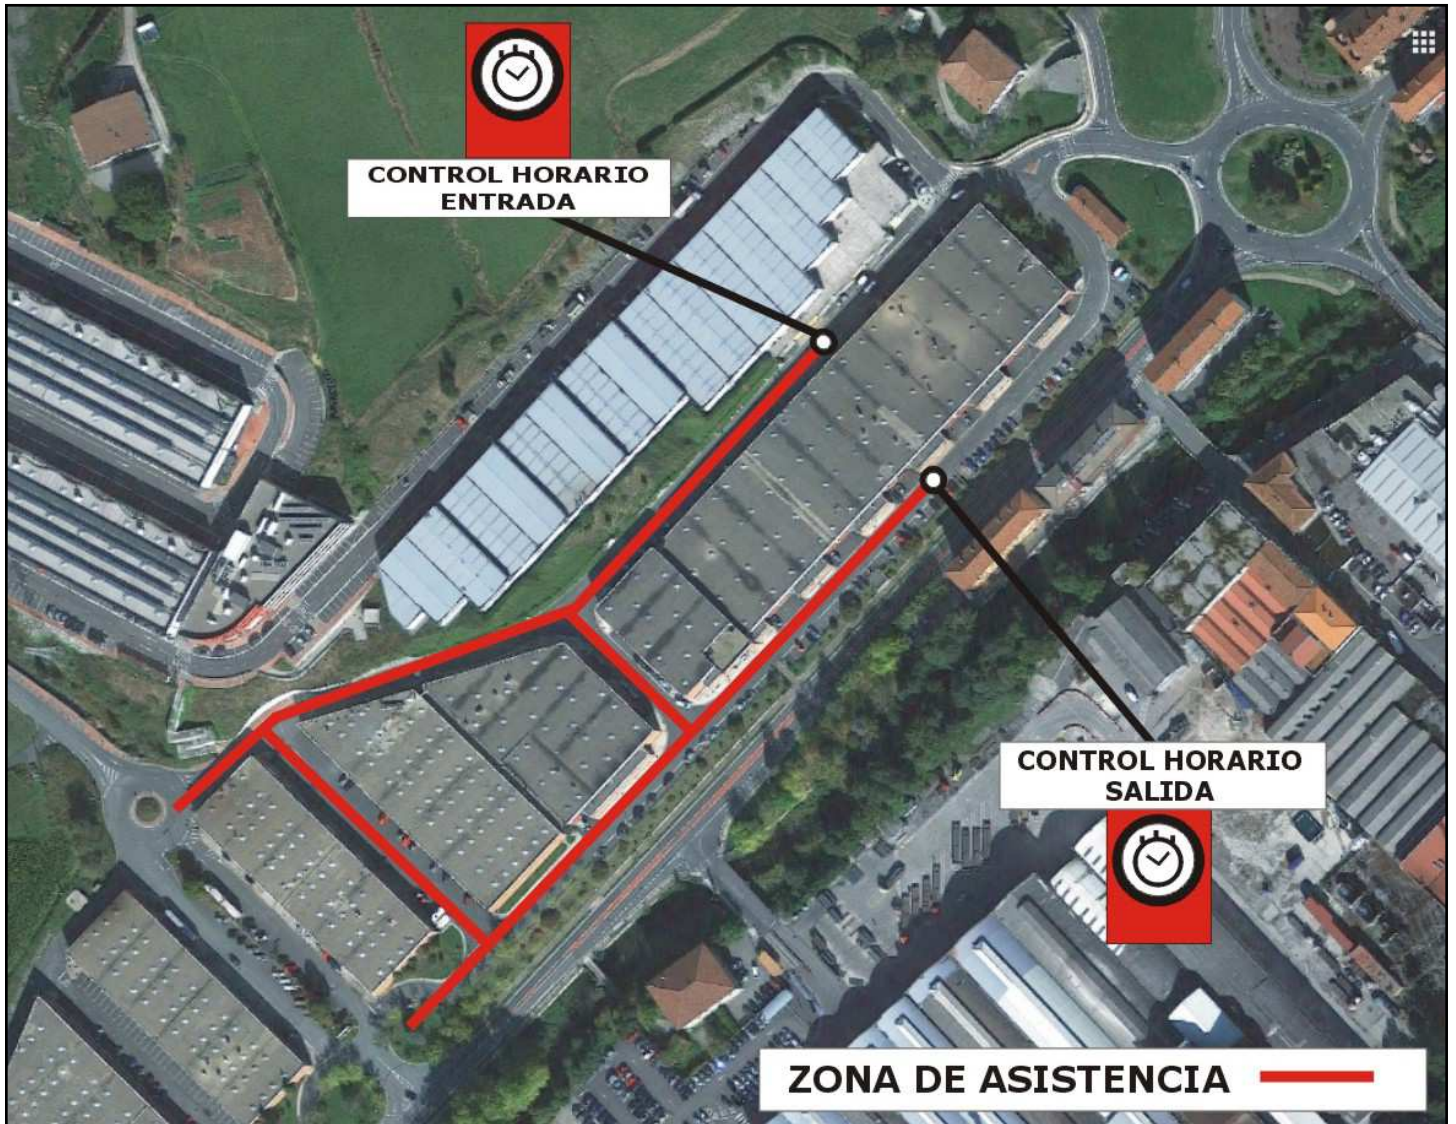 CONTROL HORARIO
ENTRADA
CONTROL HORARIO
SALIDA
ZONA DE ASISTENCIA